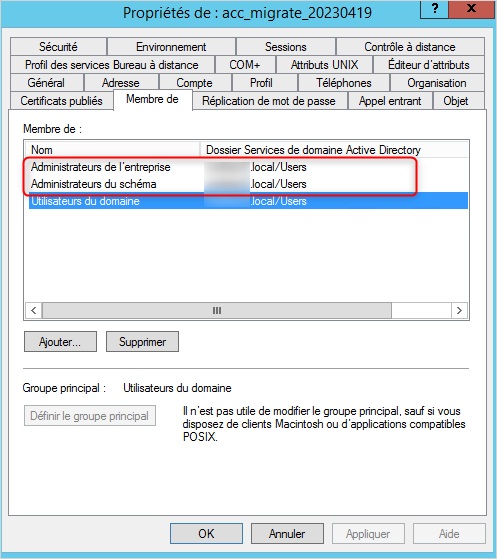 Propriétés de : acc_migrate_20230419
?
x
Sécurité
Environnement
Sessions
Contrôle à distance
Profil des services Bureau à distance
COM+
Attributs UNIX
Éditeur d'attributs
Général
Adresse
Compte
Profil
Téléphones
Organisation
Certificats publiés
Membre de
Réplication de mot de passe
Appel entrant
Objet
Membre de :
Nom
Dossier Services de domaine Active Directory
Administrateurs de l'entreprise .local/Users
Administrateurs du schéma .local/Users
Utilisateurs du domaine .local/Users
Ajouter...
Supprimer
Groupe principal : Utilisateurs du domaine
Définir le groupe principal
Il n'est pas utile de modifier le groupe principal, sauf si vous
disposez de clients Macintosh ou d'applications compatibles
POSIX.
OK
Annuler
Appliquer
Aide